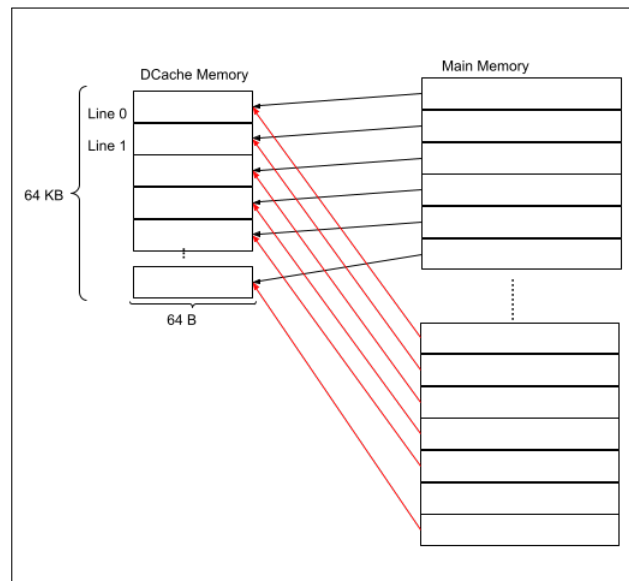 DCache Memory
Main Memory
Line 0
Line 1
64 KB
64 B